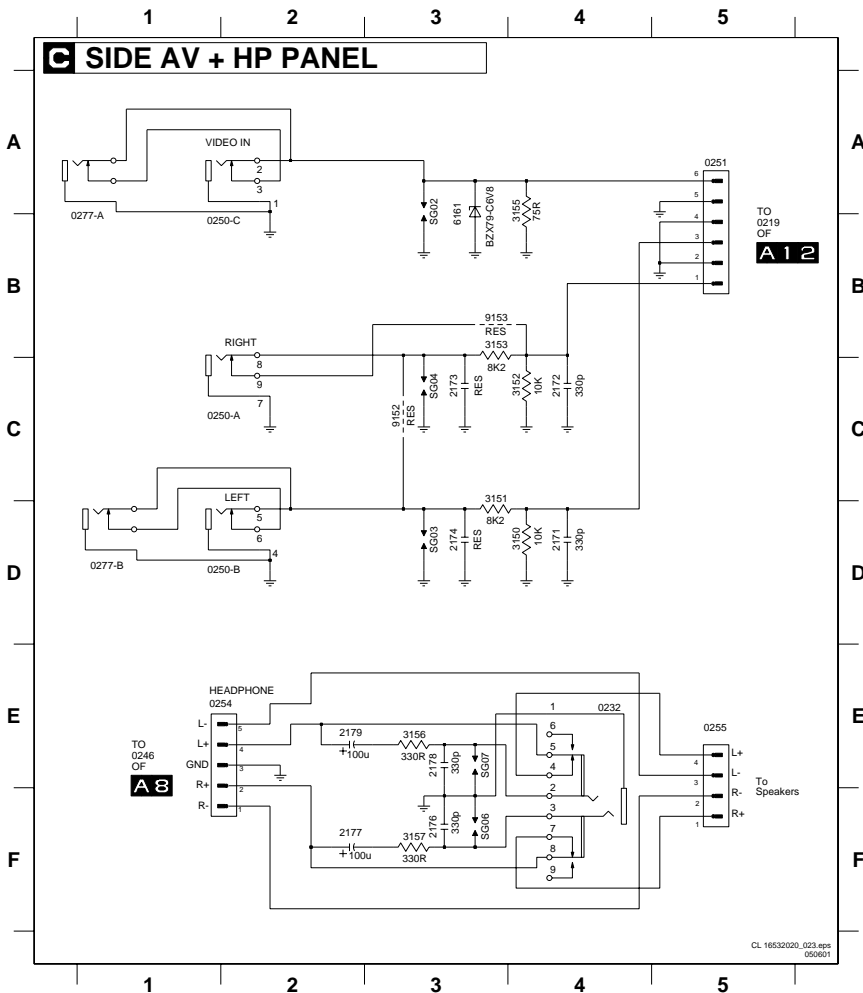 1 2 3 4 5
C SIDE AV + HP PANEL
A A
VIDEO IN
2
3
1
0277-A 0250-C
SG02
6161
BZX79-C6V8
3155
75R
0251
6
5
4
3
2
1
TO
0219
OF
A12
B B
9153
RES
RIGHT
8
9
7
0250-A
3153
8K2
SG04
2173
RES
3152
10K
2172
330p
9152
RES
C C
LEFT
5
6
4
0277-B 0250-B
3151
8K2
SG03
2174
RES
3150
10K
2171
330p
D D
HEADPHONE
0254
L- 5
L+ 4
GND 3
R+ 2
R- 1
TO
0246
OF
A8
E E
2179
+100u
3156
330R
2178
330p
SG07
1 0232
6
5
4
2
3
7
8
9
0255
4 L+
3 L-
2 R-
1 R+
To
Speakers
2177
+100u
3157
330R
2176
330p
SG06
F F
CL 16532020_023.eps
050601
1 2 3 4 5